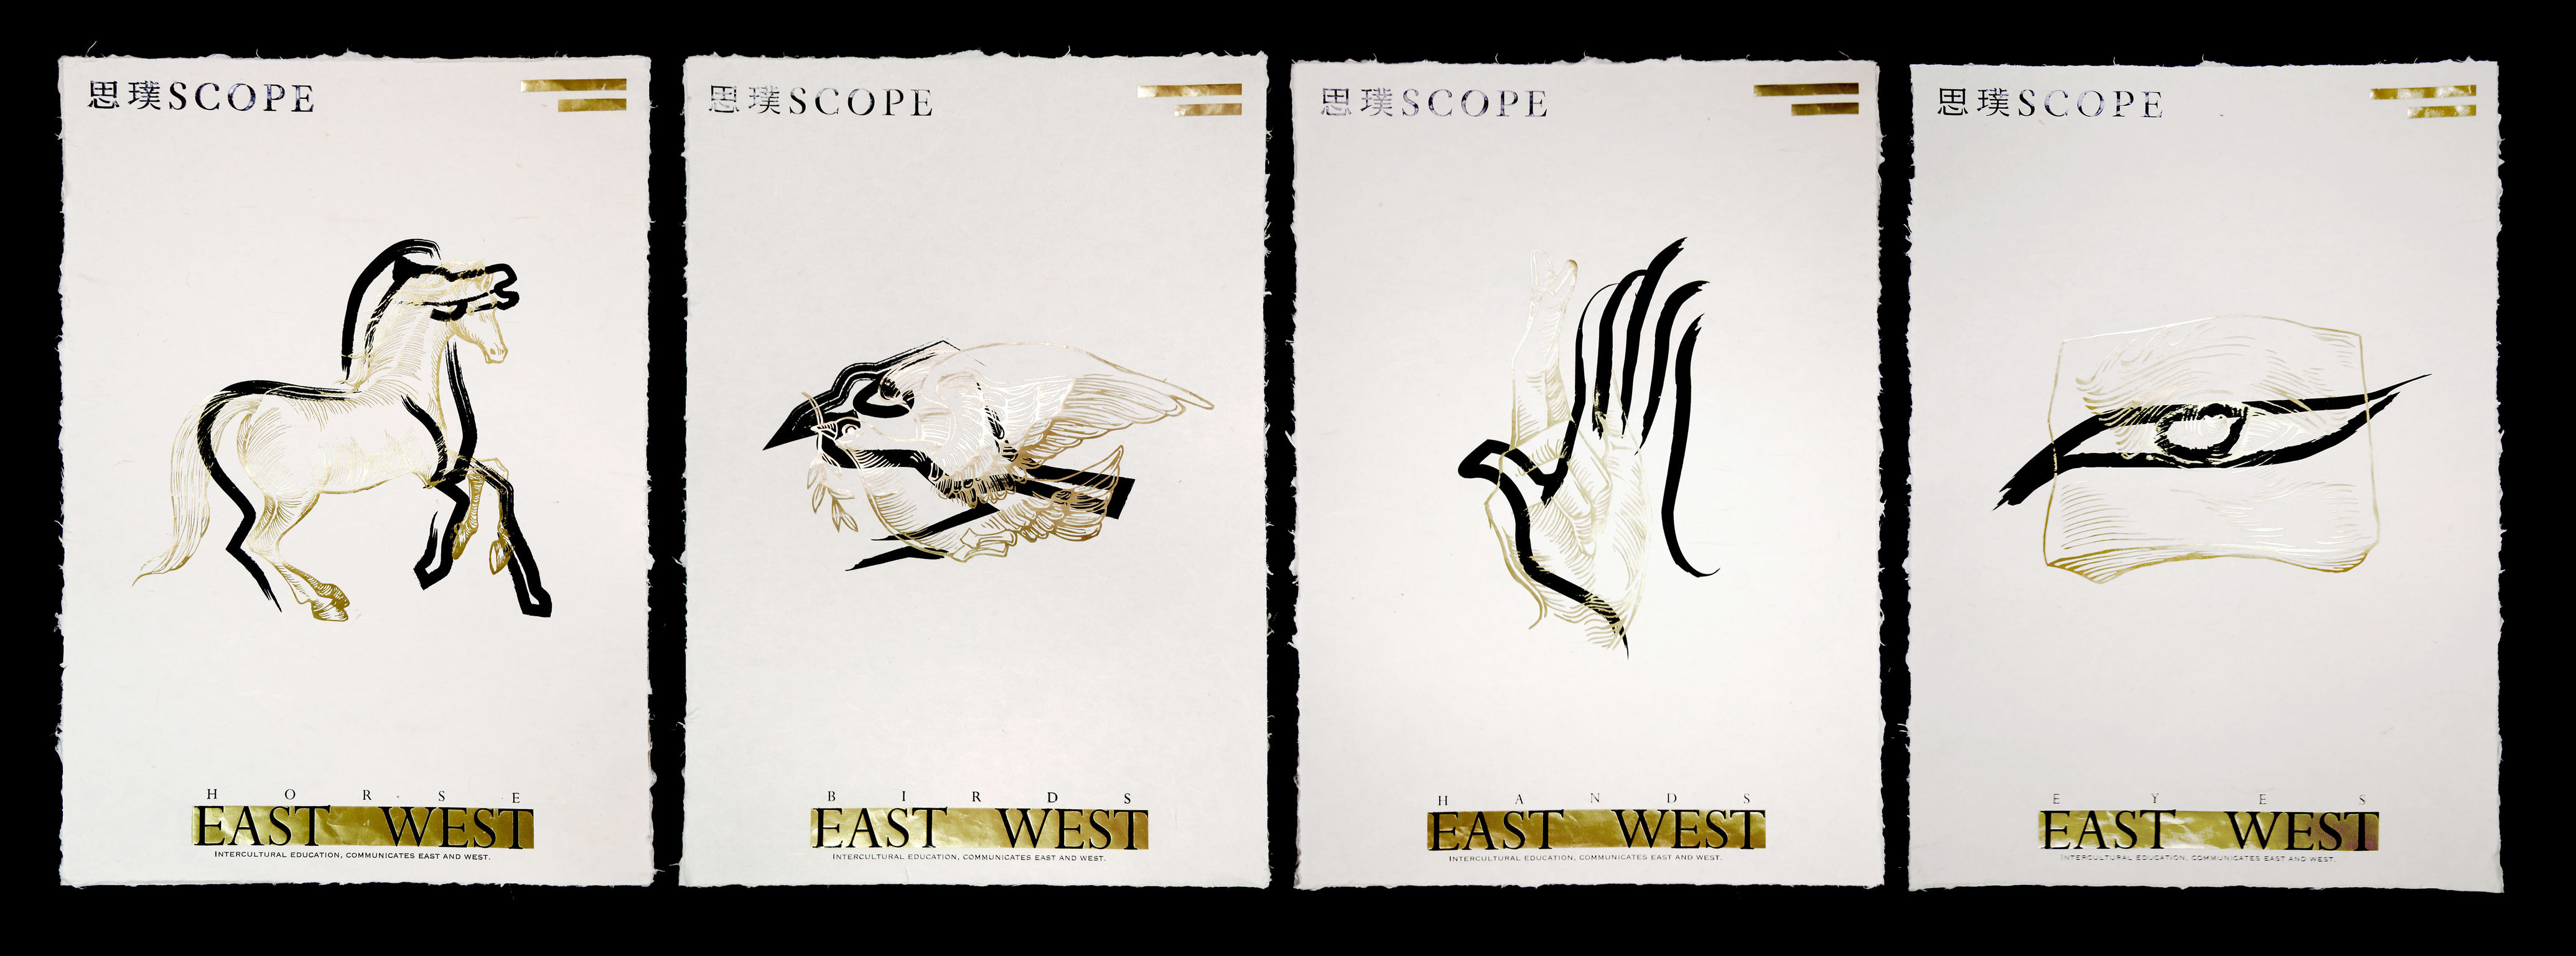 思璞SCOPE
HORSE
EAST WEST
INTERCULTURAL EDUCATION, COMMUNICATES EAST AND WEST.
思璞SCOPE
BIRDS
EAST WEST
INTERCULTURAL EDUCATION, COMMUNICATES EAST AND WEST.
思璞SCOPE
HANDS
EAST WEST
INTERCULTURAL EDUCATION, COMMUNICATES EAST AND WEST.
思璞SCOPE
EYES
EAST WEST
INTERCULTURAL EDUCATION, COMMUNICATES EAST AND WEST.